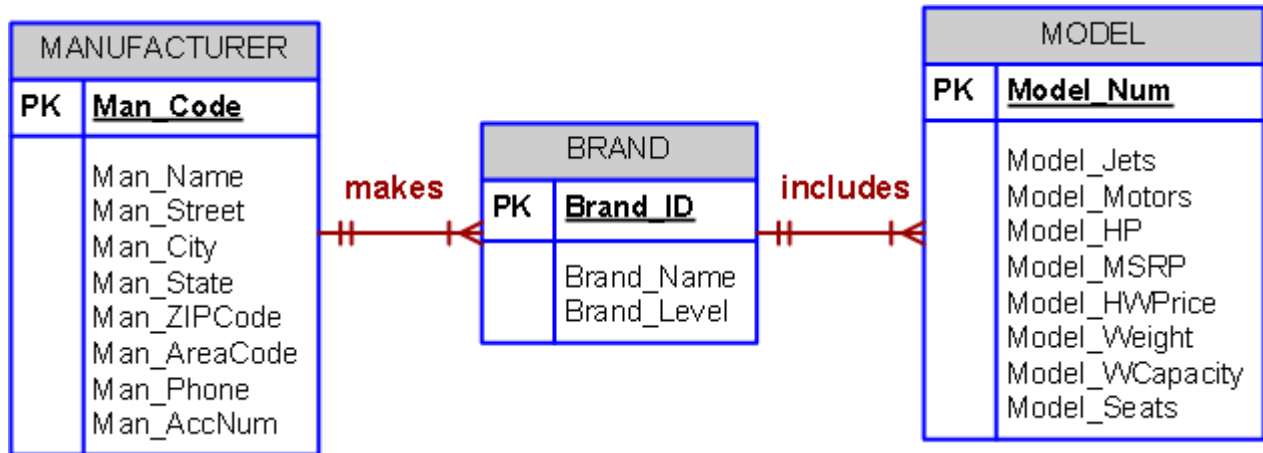 MANUFACTURER
PK Man_Code
Man_Name
Man_Street
Man_City
Man_State
Man_ZIPCode
Man_AreaCode
Man_Phone
Man_AccNum
makes
BRAND
PK Brand_ID
Brand_Name
Brand_Level
includes
MODEL
PK Model_Num
Model_Jets
Model_Motors
Model_HP
Model_MSRP
Model_HWPrice
Model_Weight
Model_WCapacity
Model_Seats